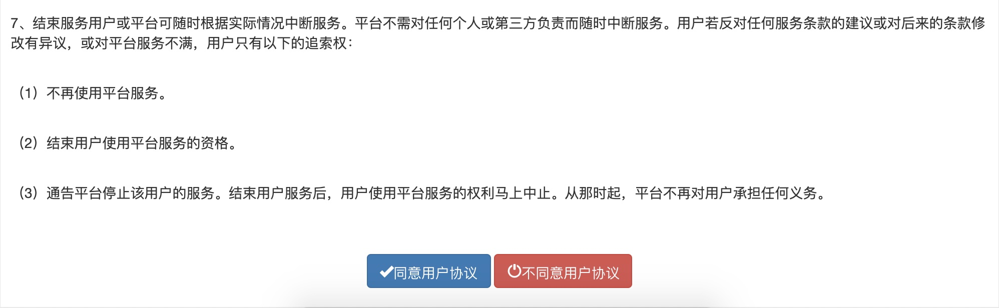 7、结束服务用户或平台可随时根据实际情况中断服务。平台不需对任何个人或第三方负责而随时中断服务。用户若反对任何服务条款的建议或对后来的条款修
改有异议，或对平台服务不满，用户只有以下的追索权：
（1）不再使用平台服务。
（2）结束用户使用平台服务的资格。
（3）通告平台停止该用户的服务。结束用户服务后，用户使用平台服务的权利马上中止。从那时起，平台不再对用户承担任何义务。
同意用户协议 不同意用户协议